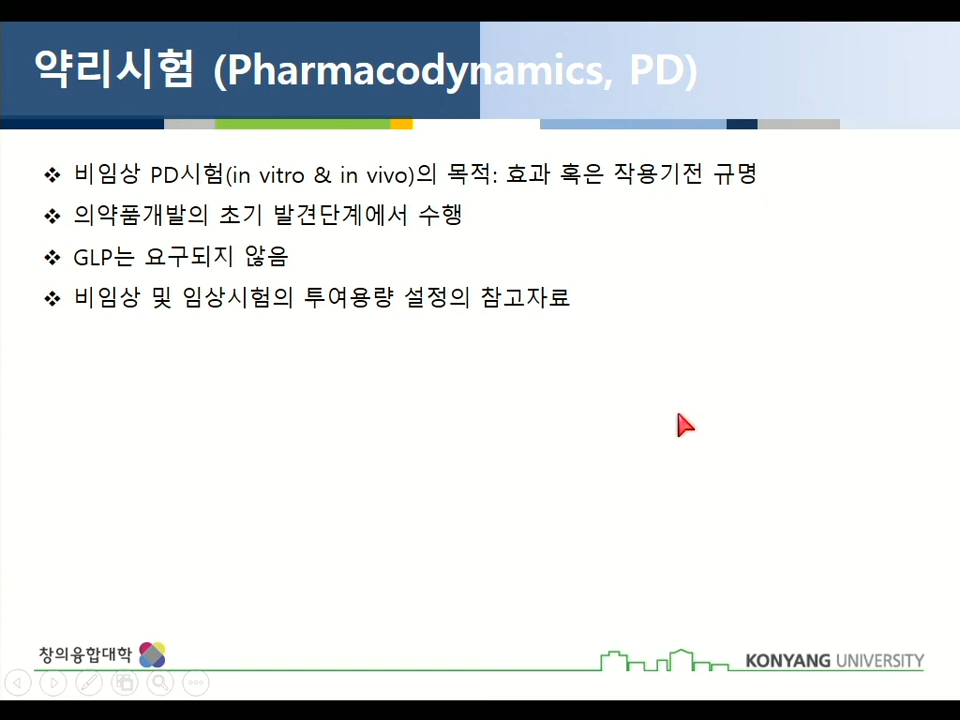 약리시험 (Pharmacodynamics, PD)
❖ 비임상 PD시험(in vitro & in vivo)의 목적: 효과 혹은 작용기전 규명
❖ 의약품개발의 초기 발견단계에서 수행
❖ GLP는 요구되지 않음
❖ 비임상 및 임상시험의 투여용량 설정의 참고자료
창의융합대학
KONYANG UNIVERSITY